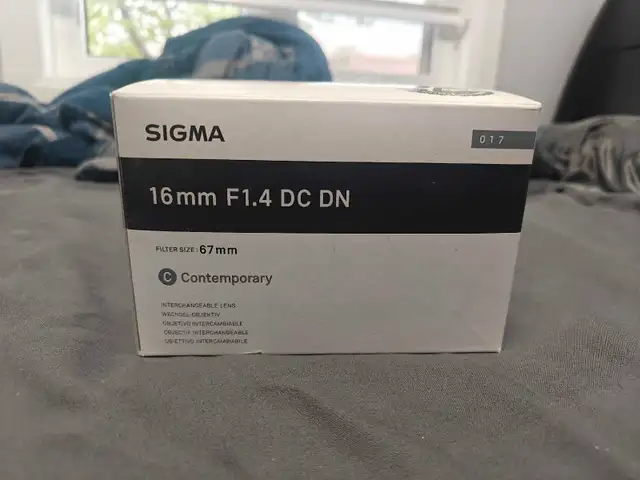 SIGMA
017
16mm F1.4 DC DN
FILTER SIZE: 67mm
C Contemporary
INTERCHANGEABLE LENS
WECHSEL-OBJEKTIV
OBJETIVO INTERCAMBIABLE
OBJECTIF INTERCHANGEABLE
OBIETTIVO INTERCAMBIABILE